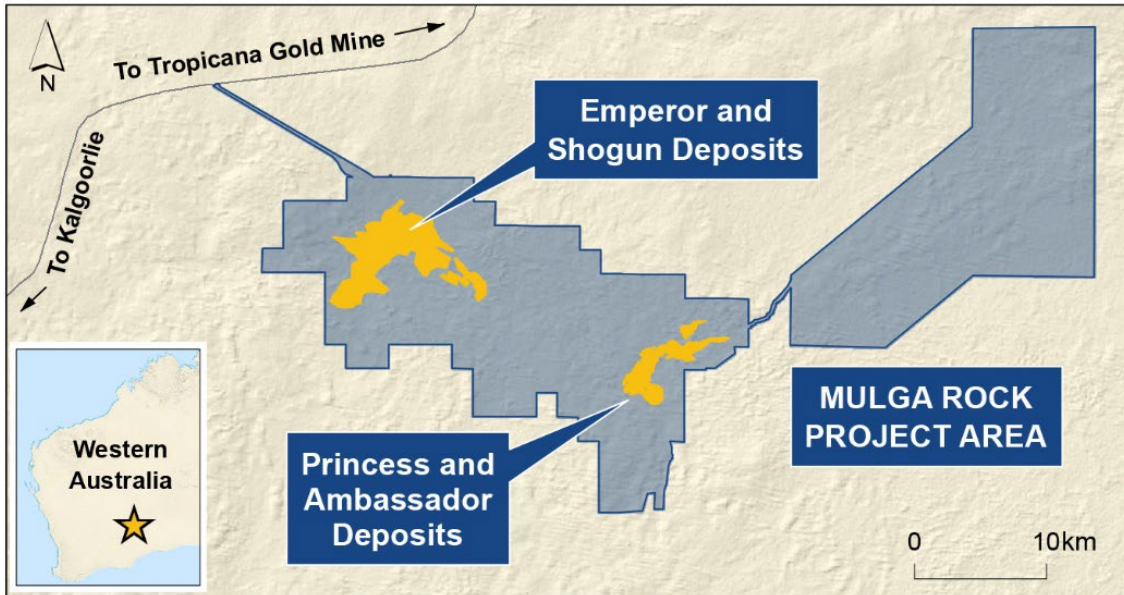 To Tropicana Gold Mine
N
To Kalgoorlie
Emperor and
Shogun Deposits
MULGA ROCK
PROJECT AREA
Princess and
Ambassador
Deposits
Western
Australia
0 10km